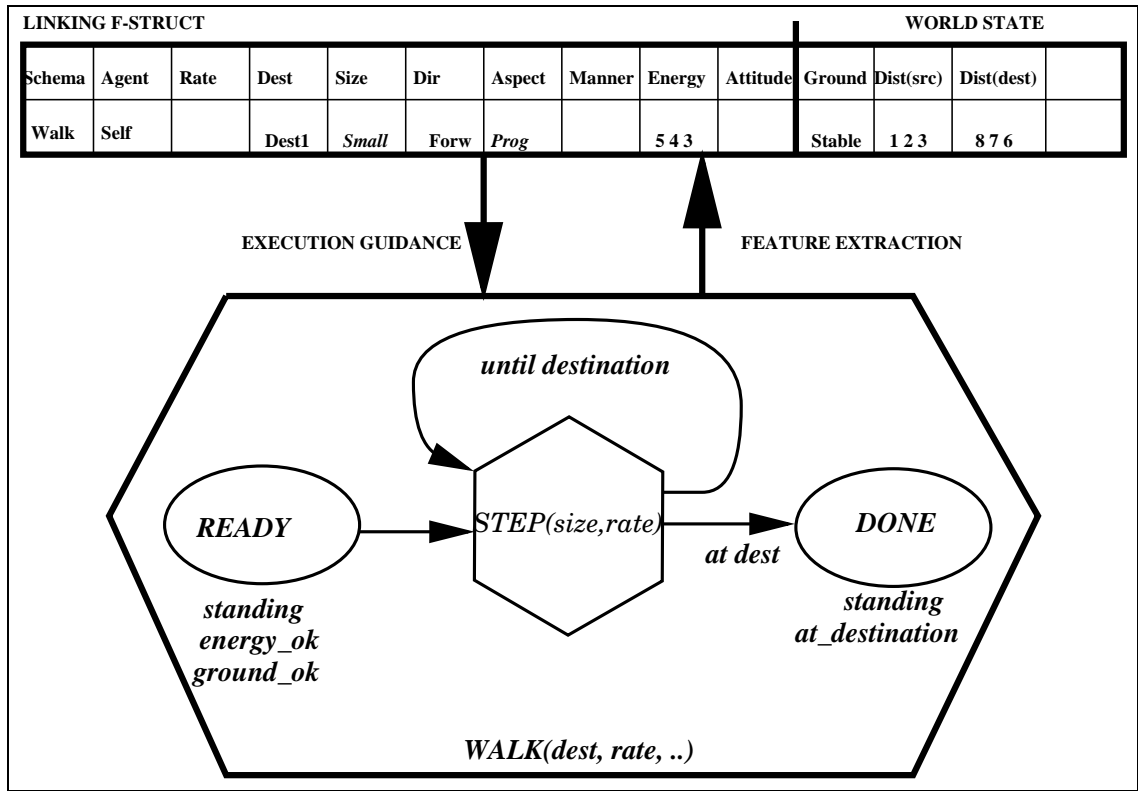 LINKING F-STRUCT WORLD STATE
Schema Agent Rate Dest Size Dir Aspect Manner Energy Attitude Ground Dist(src) Dist(dest)
Walk Self Dest1 Small Forw Prog 5 4 3 Stable 1 2 3 8 7 6
EXECUTION GUIDANCE FEATURE EXTRACTION
until destination
READY STEP(size,rate) DONE
at dest
standing
energy_ok
ground_ok
standing
at_destination
WALK(dest, rate, ..)